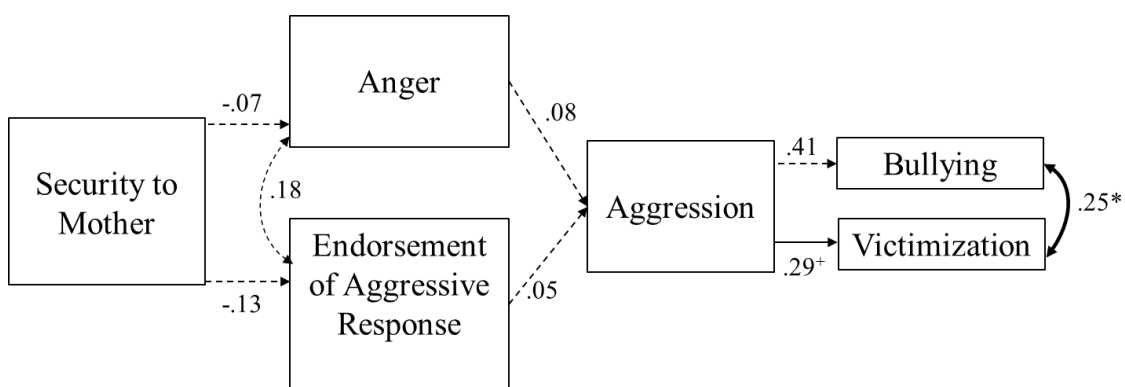 Anger
-.07
.08
Security to
Mother
.18
Aggression
.41
Bullying
.25*
Endorsement
of Aggressive
Response
-.13
.05
.29+
Victimization